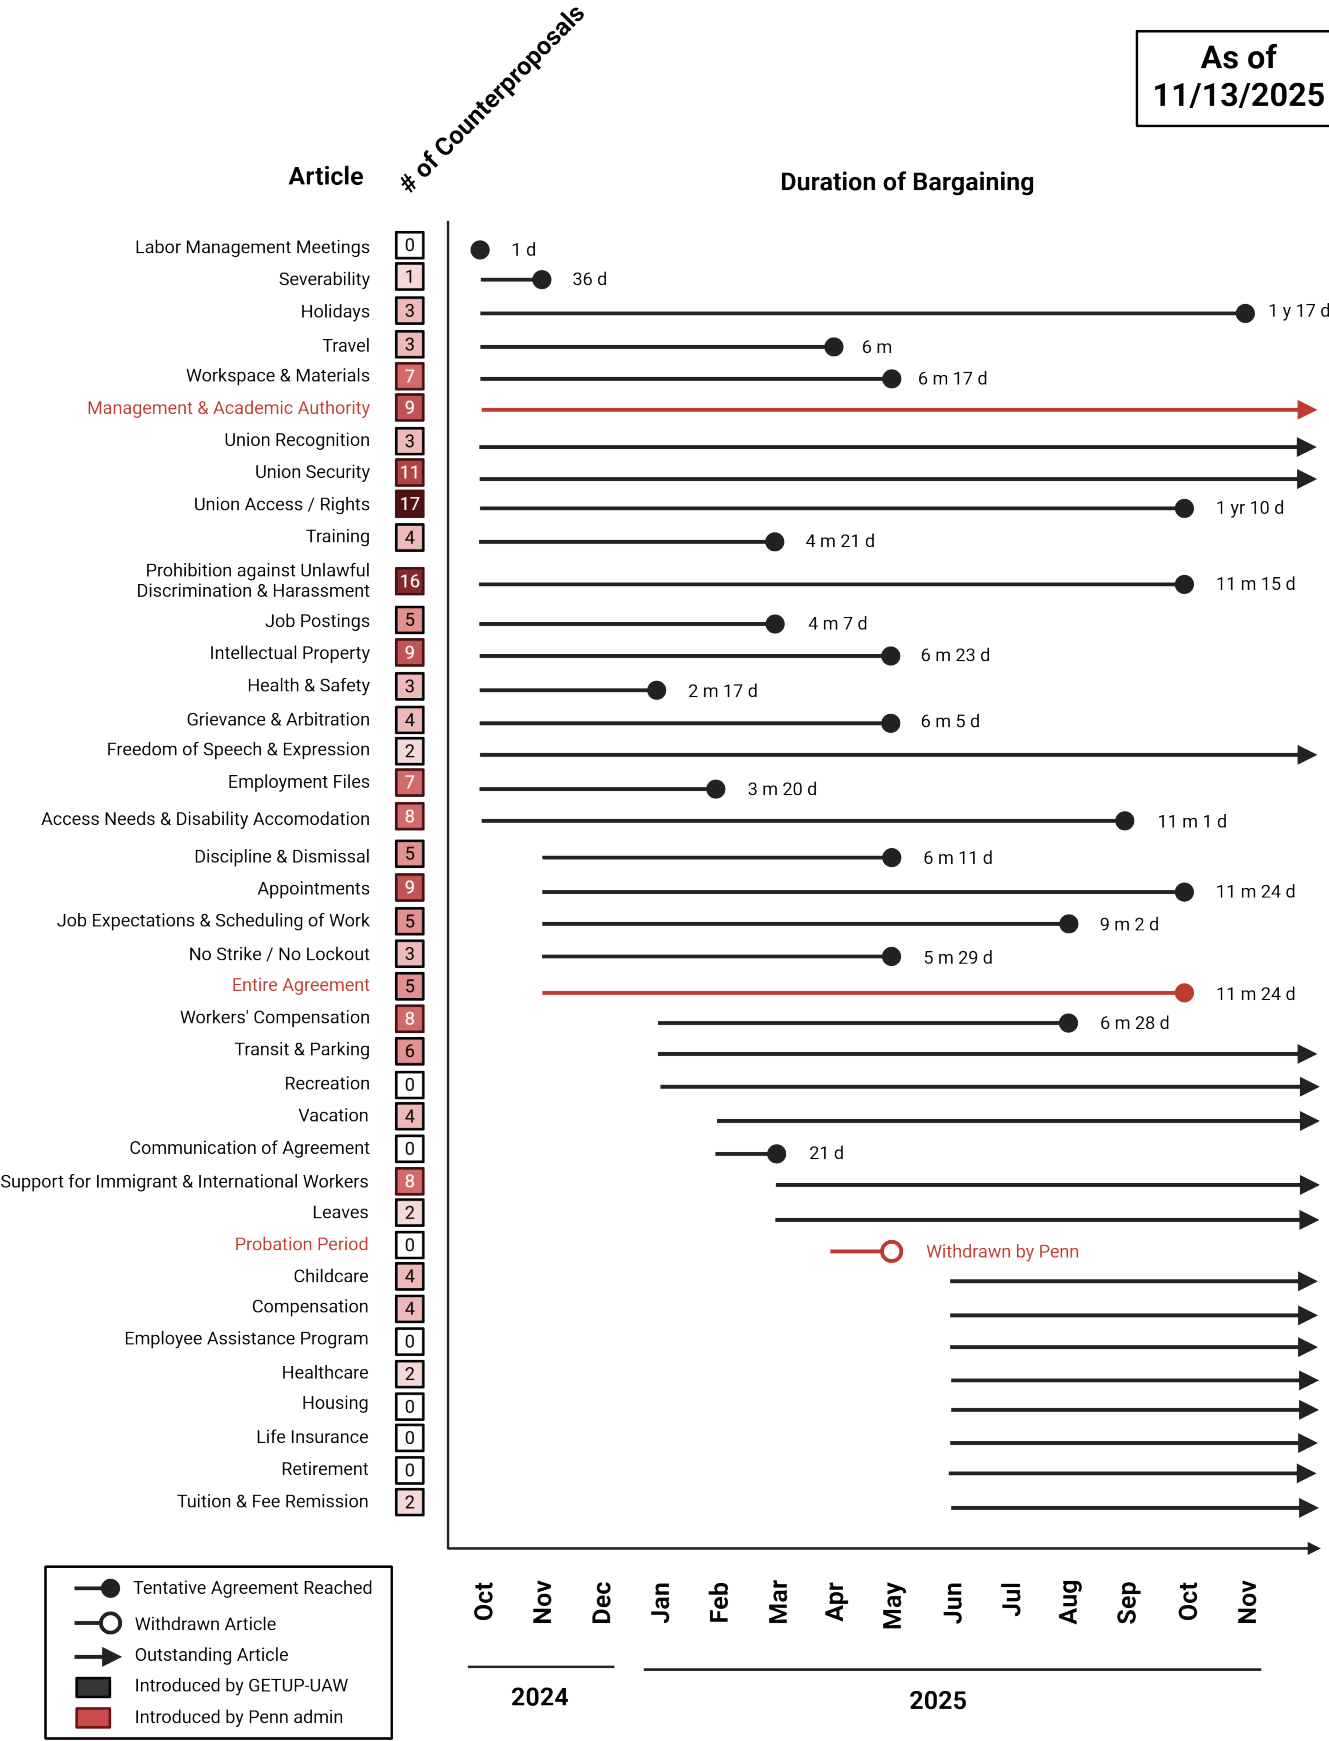 As of
11/13/2025
# of Counterproposals
Article
Duration of Bargaining
Labor Management Meetings 0 1 d
Severability 1 36 d
Holidays 3 1 y 17 d
Travel 3 6 m
Workspace & Materials 7 6 m 17 d
Management & Academic Authority 9
Union Recognition 3
Union Security 11
Union Access / Rights 17 1 yr 10 d
Training 4 4 m 21 d
Prohibition against Unlawful
Discrimination & Harassment 16 11 m 15 d
Job Postings 5 4 m 7 d
Intellectual Property 9 6 m 23 d
Health & Safety 3 2 m 17 d
Grievance & Arbitration 4 6 m 5 d
Freedom of Speech & Expression 2
Employment Files 7 3 m 20 d
Access Needs & Disability Accomodation 8 11 m 1 d
Discipline & Dismissal 5 6 m 11 d
Appointments 9 11 m 24 d
Job Expectations & Scheduling of Work 5 9 m 2 d
No Strike / No Lockout 3 5 m 29 d
Entire Agreement 5 11 m 24 d
Workers' Compensation 8 6 m 28 d
Transit & Parking 6
Recreation 0
Vacation 4
Communication of Agreement 0 21 d
Support for Immigrant & International Workers 8
Leaves 2
Probation Period 0 Withdrawn by Penn
Childcare 4
Compensation 4
Employee Assistance Program 0
Healthcare 2
Housing 0
Life Insurance 0
Retirement 0
Tuition & Fee Remission 2
Oct Nov Dec Jan Feb Mar Apr May Jun Jul Aug Sep Oct Nov
2024 2025
Tentative Agreement Reached
Withdrawn Article
Outstanding Article
Introduced by GETUP-UAW
Introduced by Penn admin